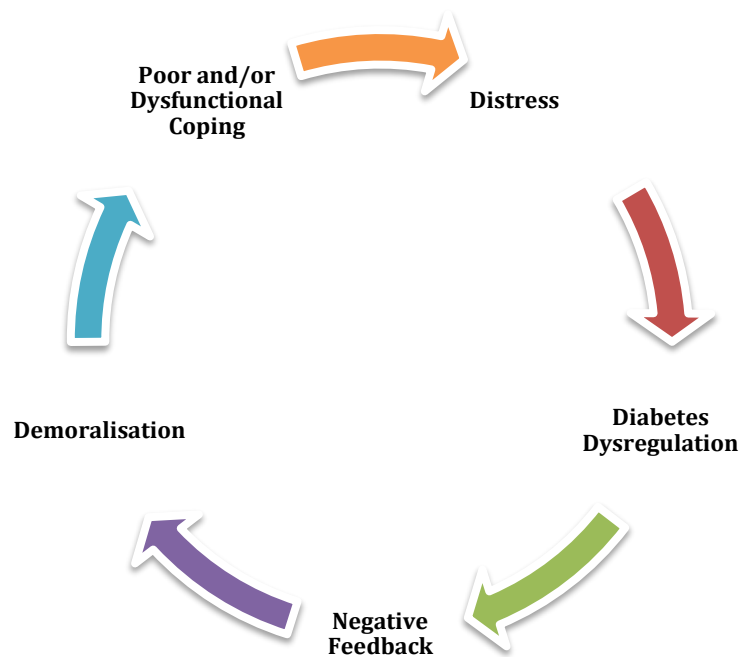 Poor and/or
Dysfunctional
Coping
Distress
Diabetes
Dysregulation
Negative
Feedback
Demoralisation